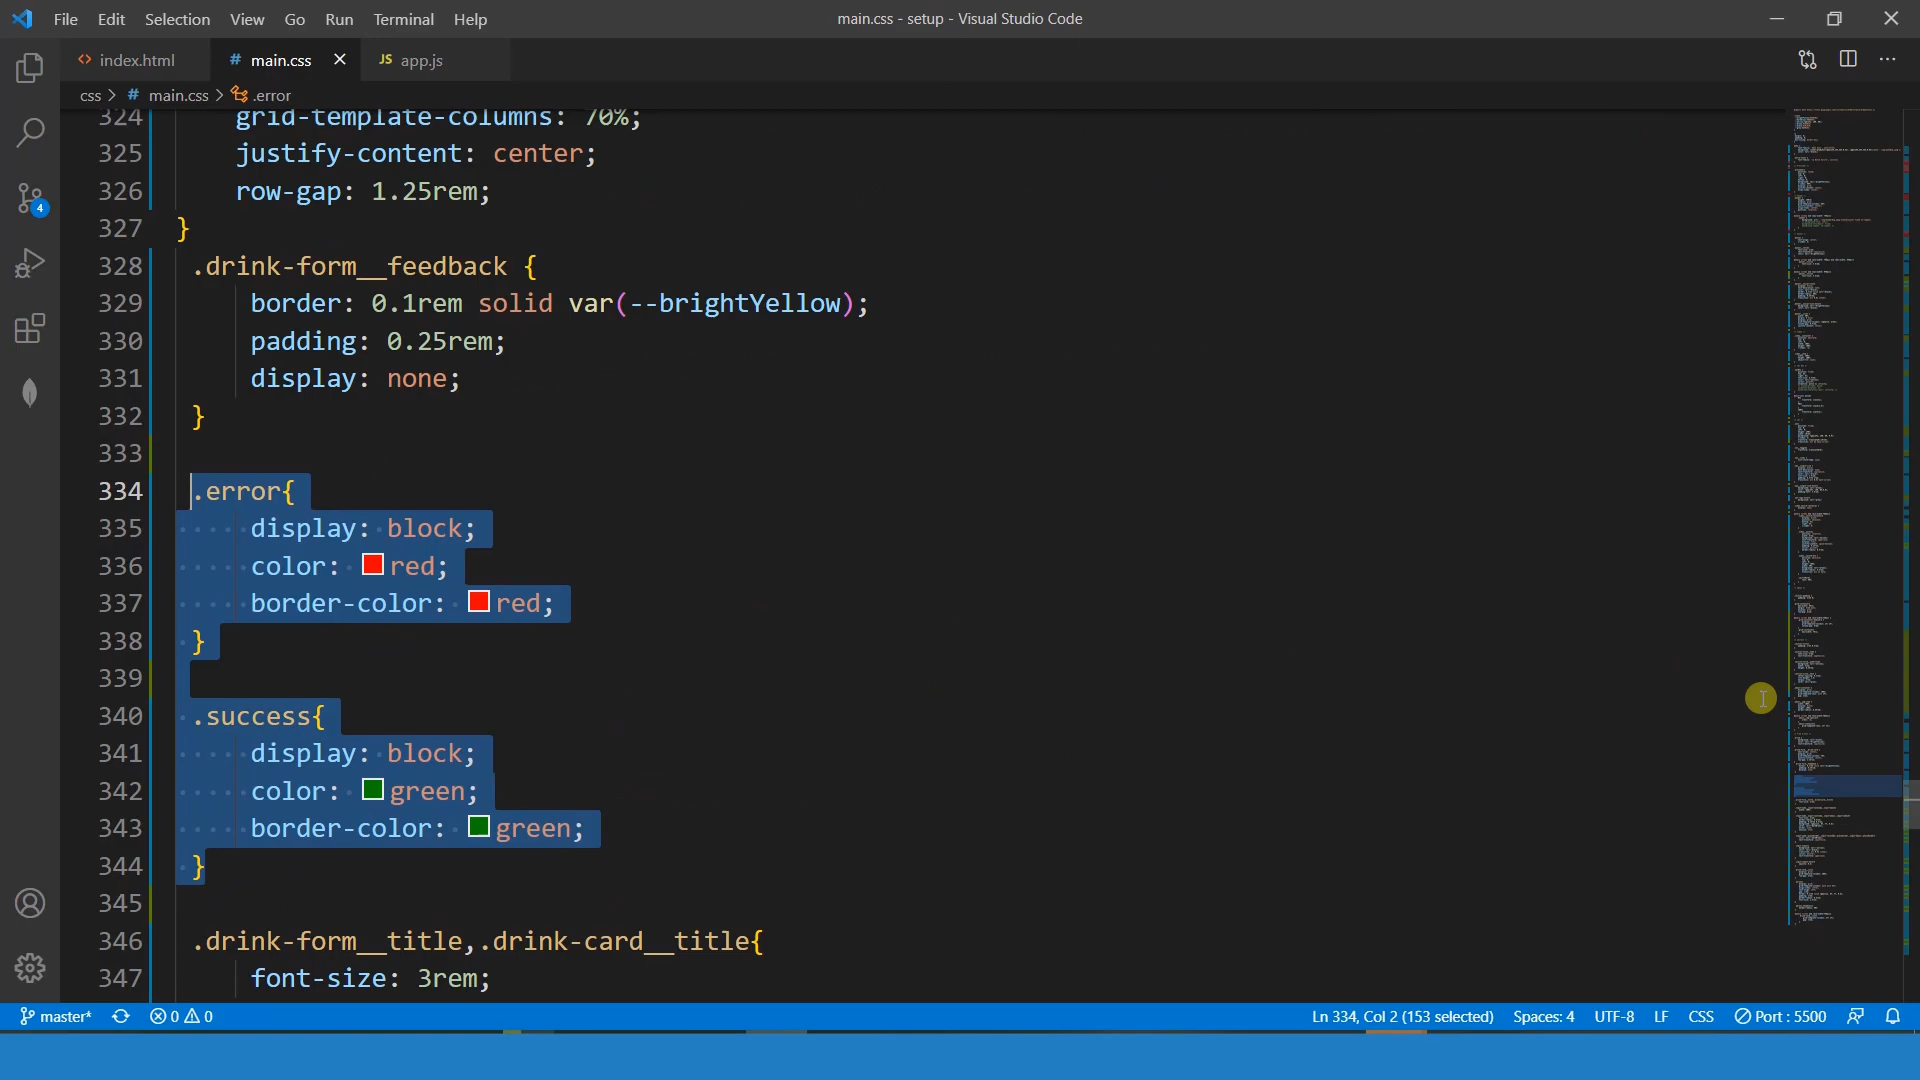 File Edit Selection View Go Run Terminal Help
main.css - setup - Visual Studio Code
index.html
# main.css
JS app.js
css > # main.css > .error
324 grid-template-columns: 70%;
325 justify-content: center;
326 row-gap: 1.25rem;
327 }
328 .drink-form__feedback {
329 border: 0.1rem solid var(--brightYellow);
330 padding: 0.25rem;
331 display: none;
332 }
333
334 .error{
335 display: block;
336 color: red;
337 border-color: red;
338 }
339
340 .success{
341 display: block;
342 color: green;
343 border-color: green;
344 }
345
346 .drink-form__title,.drink-card__title{
347 font-size: 3rem;
4
master* 0 0 Ln 334, Col 2 (153 selected) Spaces: 4 UTF-8 LF CSS Port : 5500